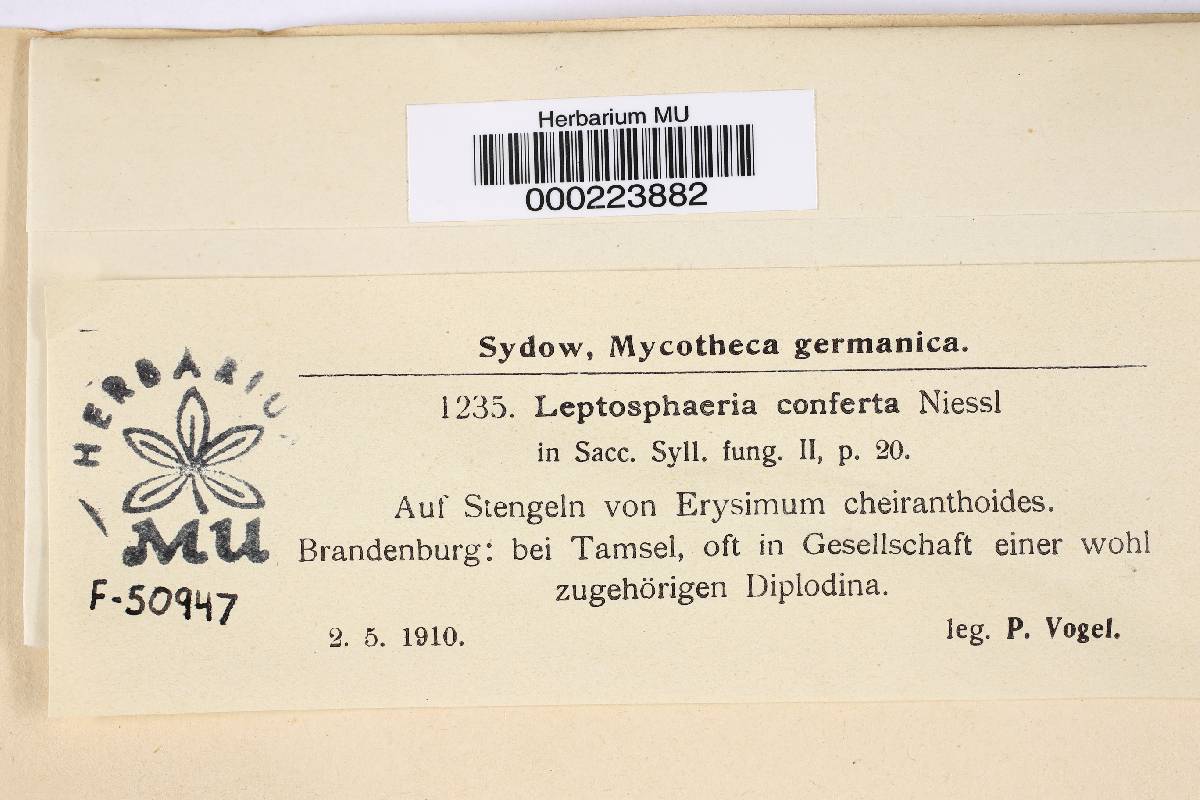 Herbarium MU
000223882
Sydow, Mycotheca germanica.
HERBARIU
MU
F-50947
1235. Leptosphaeria conferta Niessl
in Sacc. Syll. fung. II, p. 20.
Auf Stengeln von Erysimum cheiranthoides.
Brandenburg: bei Tamsel, oft in Gesellschaft einer wohl
zugehörigen Diplodina.
2. 5. 1910.
leg. P. Vogel.